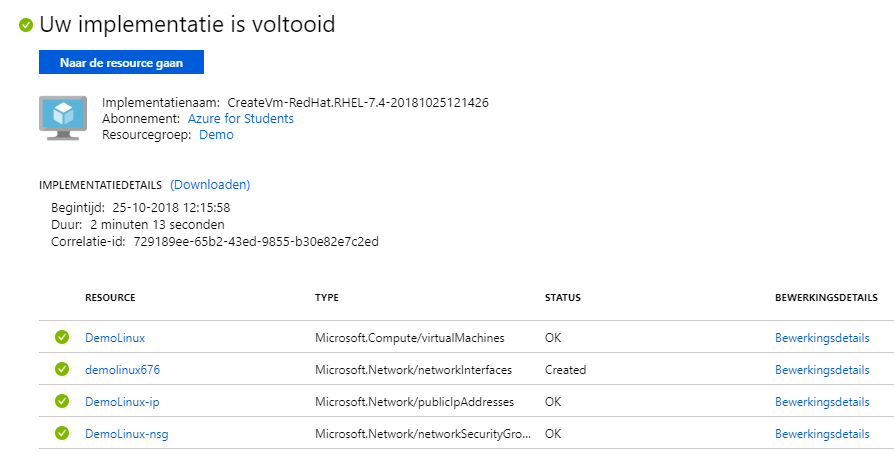 Uw implementatie is voltooid
Naar de resource gaan
Implementatienaam: CreateVm-RedHat.RHEL-7.4-20181025121426
Abonnement: Azure for Students
Resourcegroep: Demo
IMPLEMENTATIEDETAILS (Downloaden)
Begintijd: 25-10-2018 12:15:58
Duur: 2 minuten 13 seconden
Correlatie-id: 729189ee-65b2-43ed-9855-b30e82e7c2ed
RESOURCE TYPE STATUS BEWERKINGSDETAILS
DemoLinux Microsoft.Compute/virtualMachines OK Bewerkingsdetails
demolinux676 Microsoft.Network/networkInterfaces Created Bewerkingsdetails
DemoLinux-ip Microsoft.Network/publicIpAddresses OK Bewerkingsdetails
DemoLinux-nsg Microsoft.Network/networkSecurityGro... OK Bewerkingsdetails